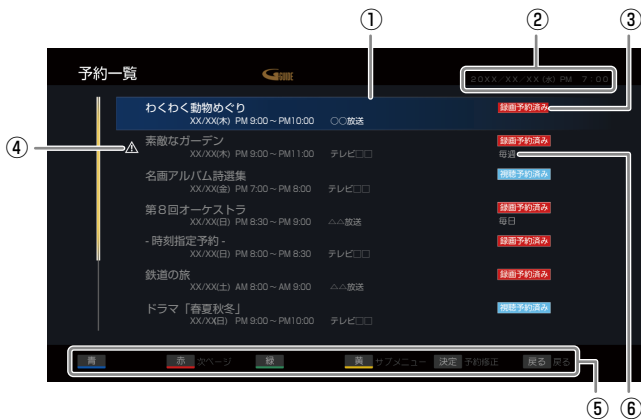 ① ② ③
予約一覧 G GUIDE 20XX/XX/XX (水) PM 7:00
わくわく動物めぐり 録画予約済み
XX/XX(木) PM 9:00～PM10:00 ○○放送
④ 素敵なガーデン 録画予約済み
XX/XX(木) PM 9:00～PM11:00 テレビ□□ 毎週
名画アルバム詩選集 視聴予約済み
XX/XX(金) PM 7:00～PM 8:00 テレビ□□
第8回オーケストラ 録画予約済み
XX/XX(日) PM 8:30～PM 9:00 △△放送 毎日
- 時刻指定予約 - 録画予約済み
XX/XX(日) PM 8:00～PM 8:30 テレビ□□
鉄道の旅 録画予約済み
XX/XX(土) AM 8:00～AM 9:00 △△放送
ドラマ「春夏秋冬」 視聴予約済み
XX/XX(日) PM 9:00～PM10:00 テレビ□□
青 赤 次ページ 緑 黄 サブメニュー 決定 予約修正 戻る 戻る
⑤ ⑥